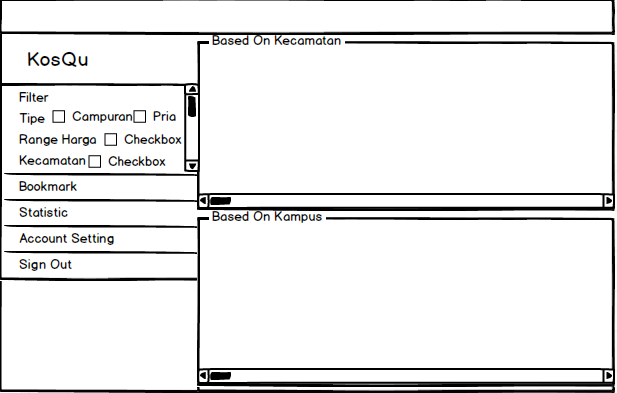 KosQu
Filter
Tipe Campuran Pria
Range Harga Checkbox
Kecamatan Checkbox
Bookmark
Statistic
Account Setting
Sign Out
Based On Kecamatan
Based On Kampus